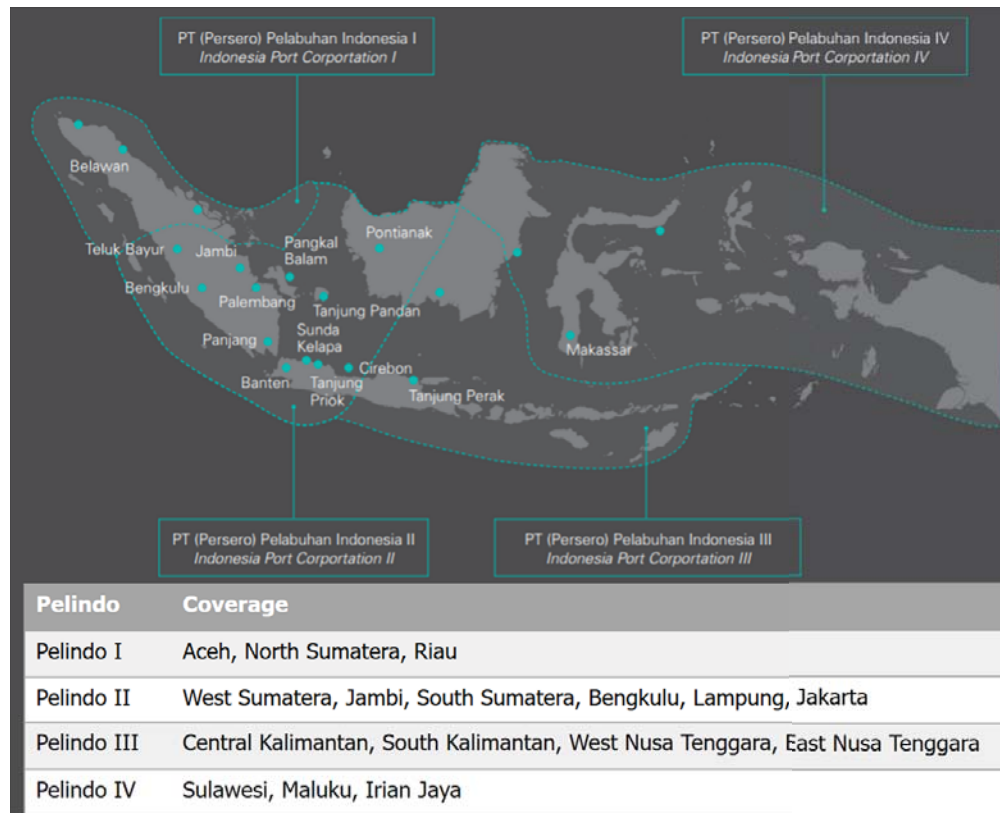 PT (Persero) Pelabuhan Indonesia I
Indonesia Port Corportation I
PT (Persero) Pelabuhan Indonesia IV
Indonesia Port Corportation IV
Belawan
Teluk Bayur
Jambi
Pangkal
Balam
Pontianak
Bengkulu
Palembang
Tanjung Pandan
Panjang
Sunda
Kelapa
Makassar
Banten
Tanjung
Priok
Cirebon
Tanjung Perak
PT (Persero) Pelabuhan Indonesia II
Indonesia Port Corportation II
PT (Persero) Pelabuhan Indonesia III
Indonesia Port Corportation III
Pelindo Coverage
Pelindo I Aceh, North Sumatera, Riau
Pelindo II West Sumatera, Jambi, South Sumatera, Bengkulu, Lampung, Jakarta
Pelindo III Central Kalimantan, South Kalimantan, West Nusa Tenggara, East Nusa Tenggara
Pelindo IV Sulawesi, Maluku, Irian Jaya